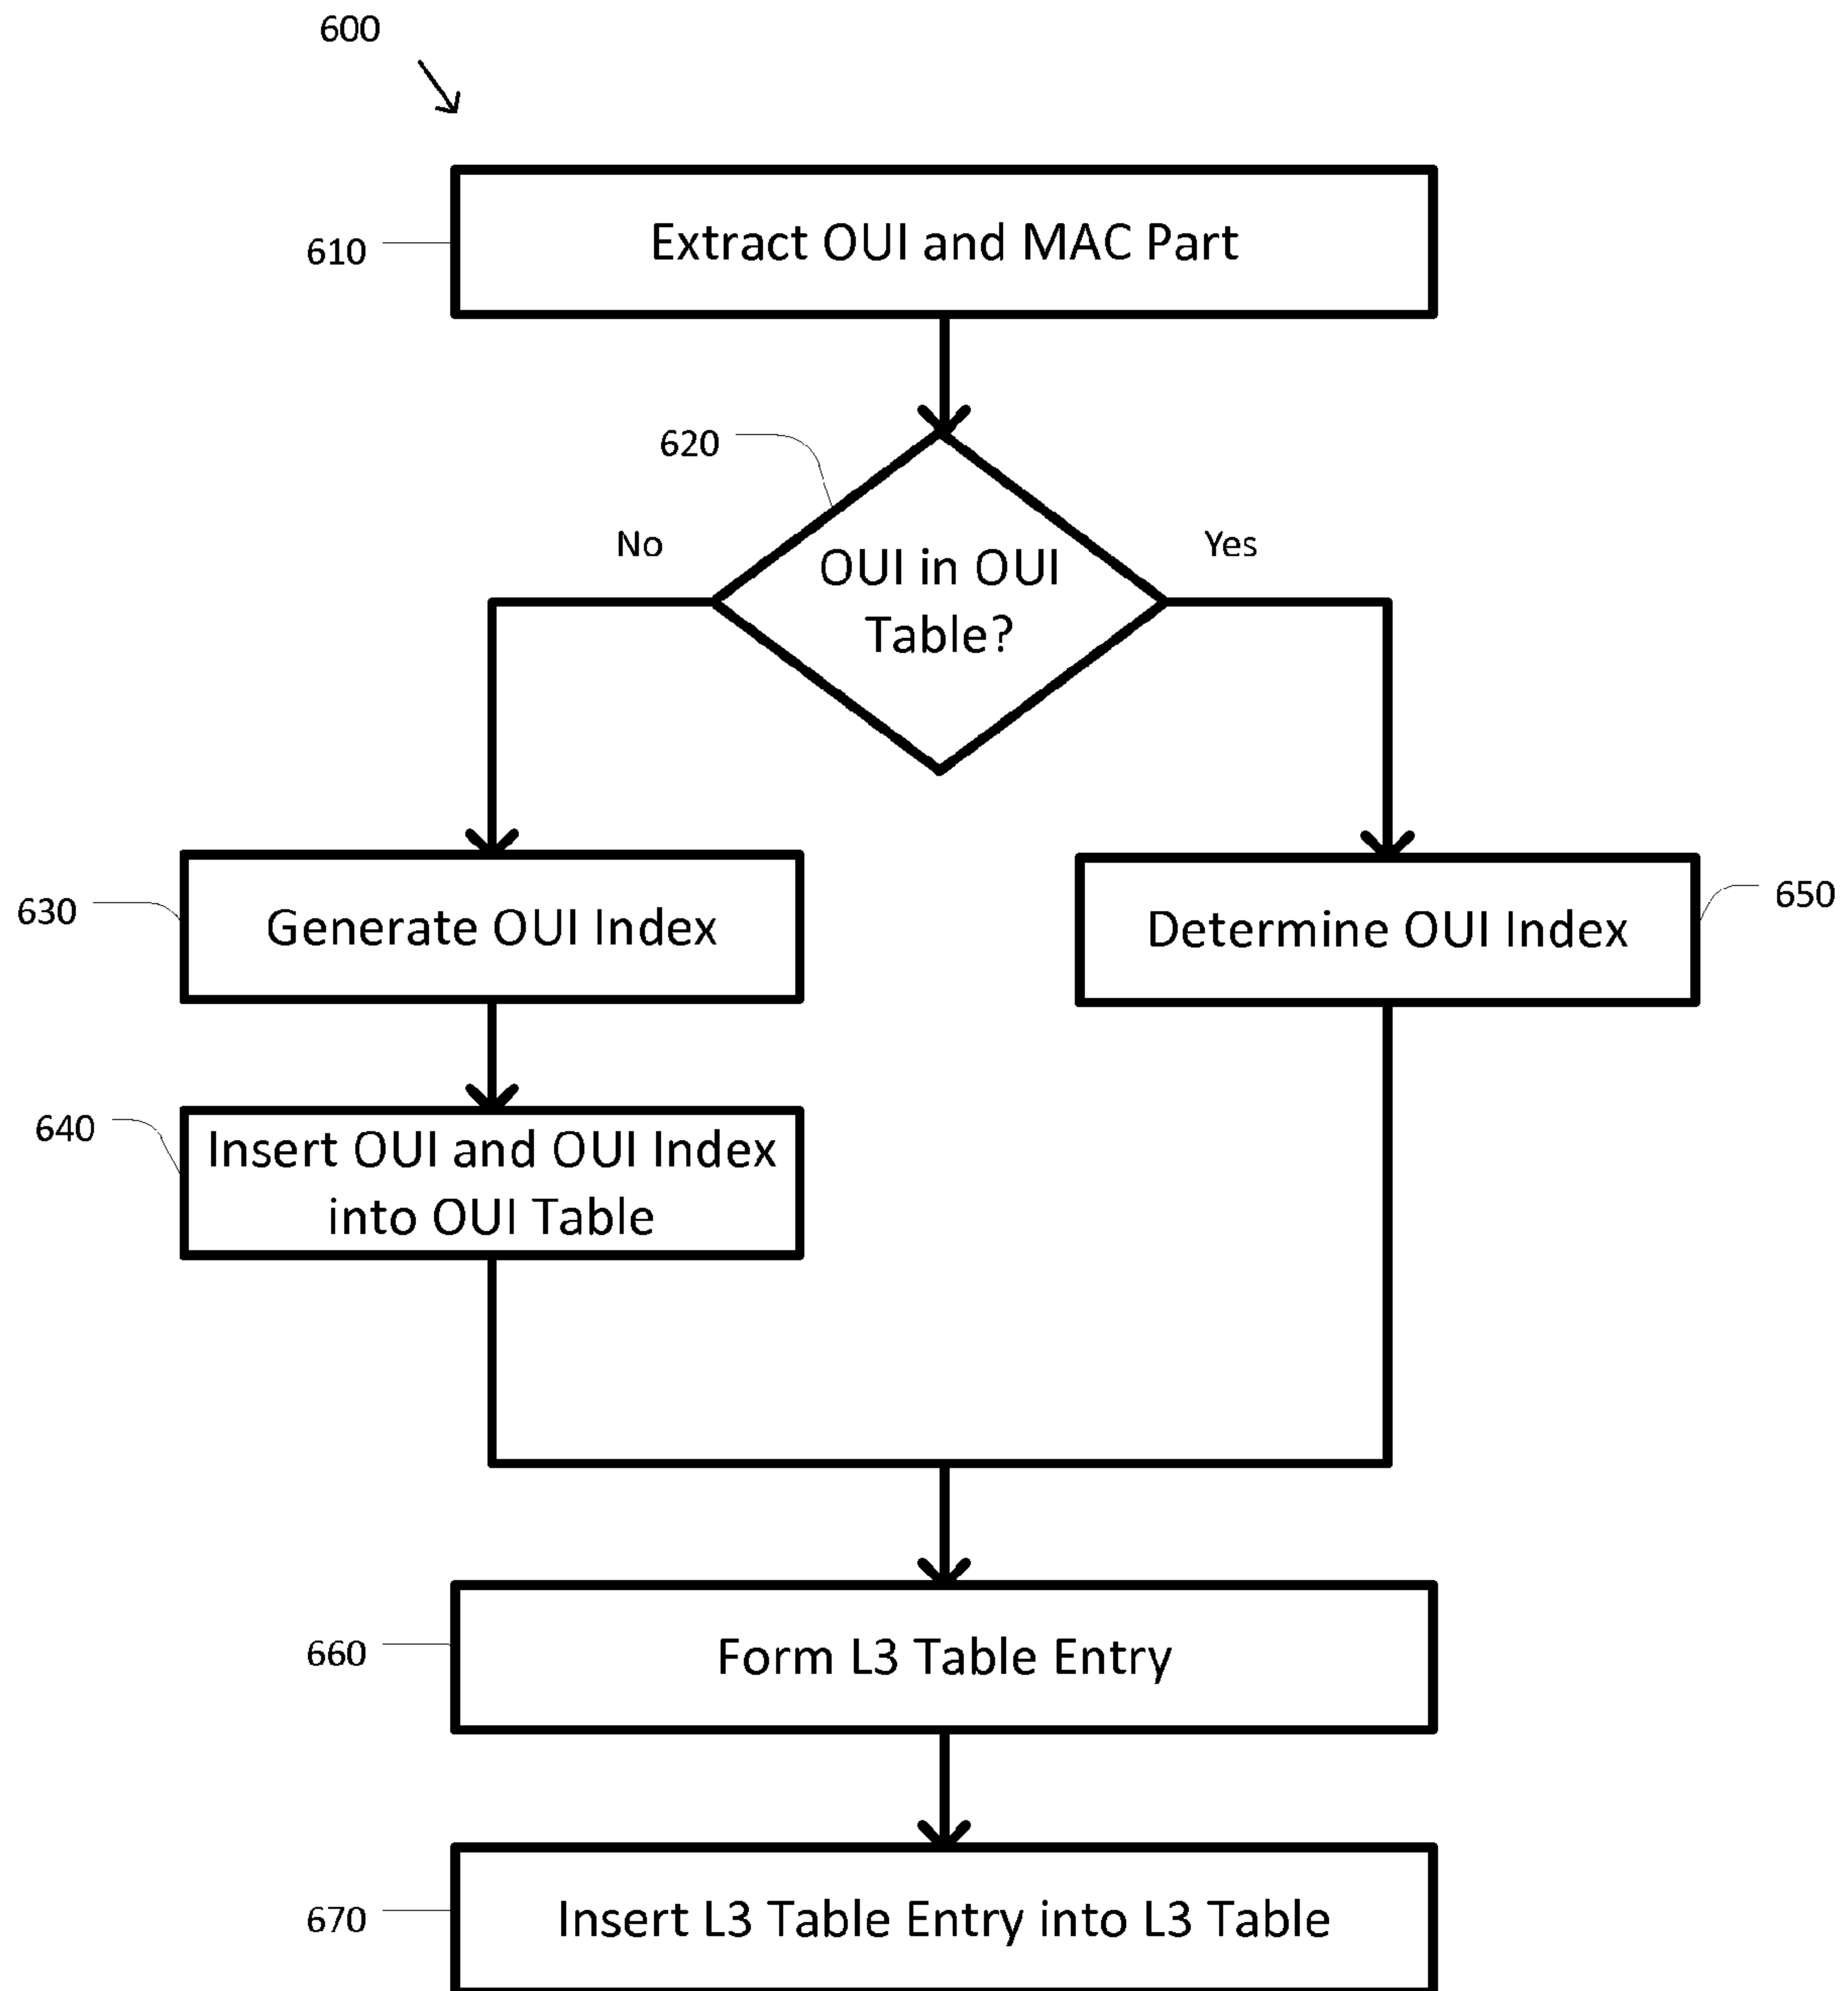 600
610
Extract OUI and MAC Part
620
No
Yes
OUI in OUI
Table?
630
Generate OUI Index
Determine OUI Index
650
640
Insert OUI and OUI Index
into OUI Table
660
Form L3 Table Entry
670
Insert L3 Table Entry into L3 Table